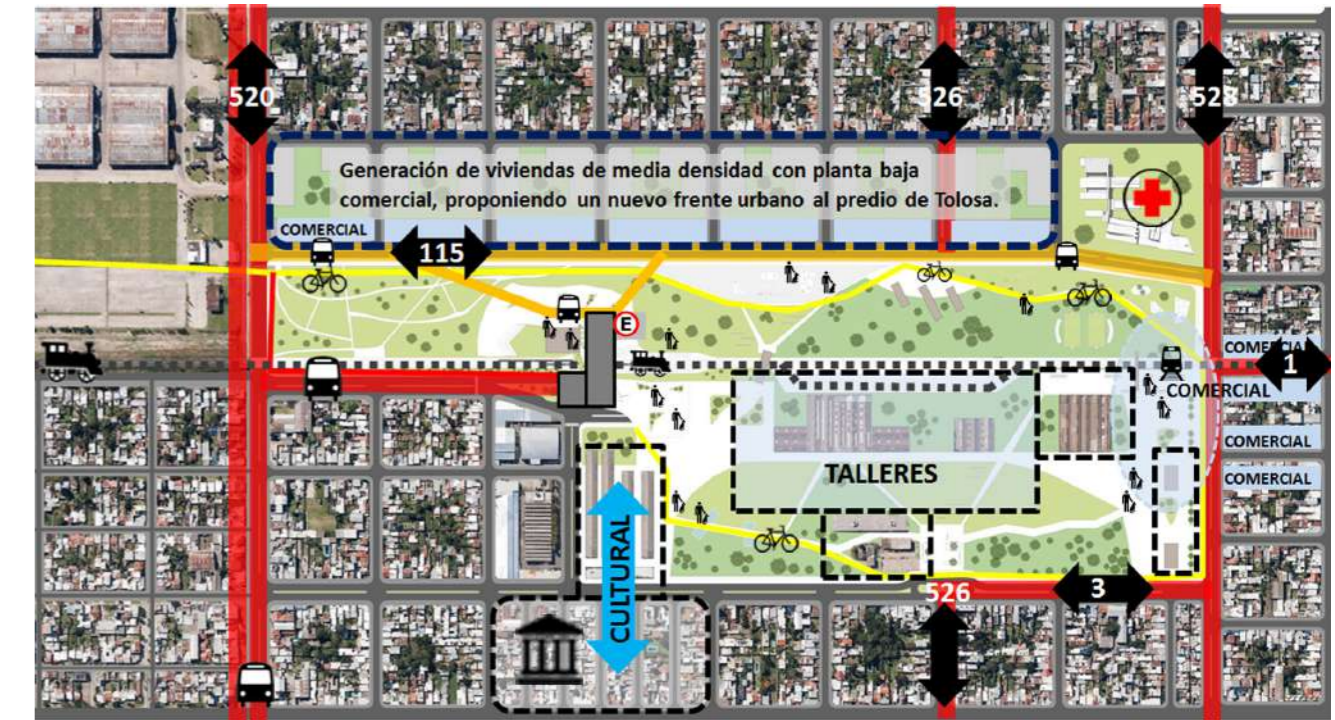 520
526
528
Generación de viviendas de media densidad con planta baja
comercial, proponiendo un nuevo frente urbano al predio de Tolosa.
COMERCIAL
115
E
COMERCIAL
1
COMERCIAL
COMERCIAL
COMERCIAL
TALLERES
CULTURAL
526
3